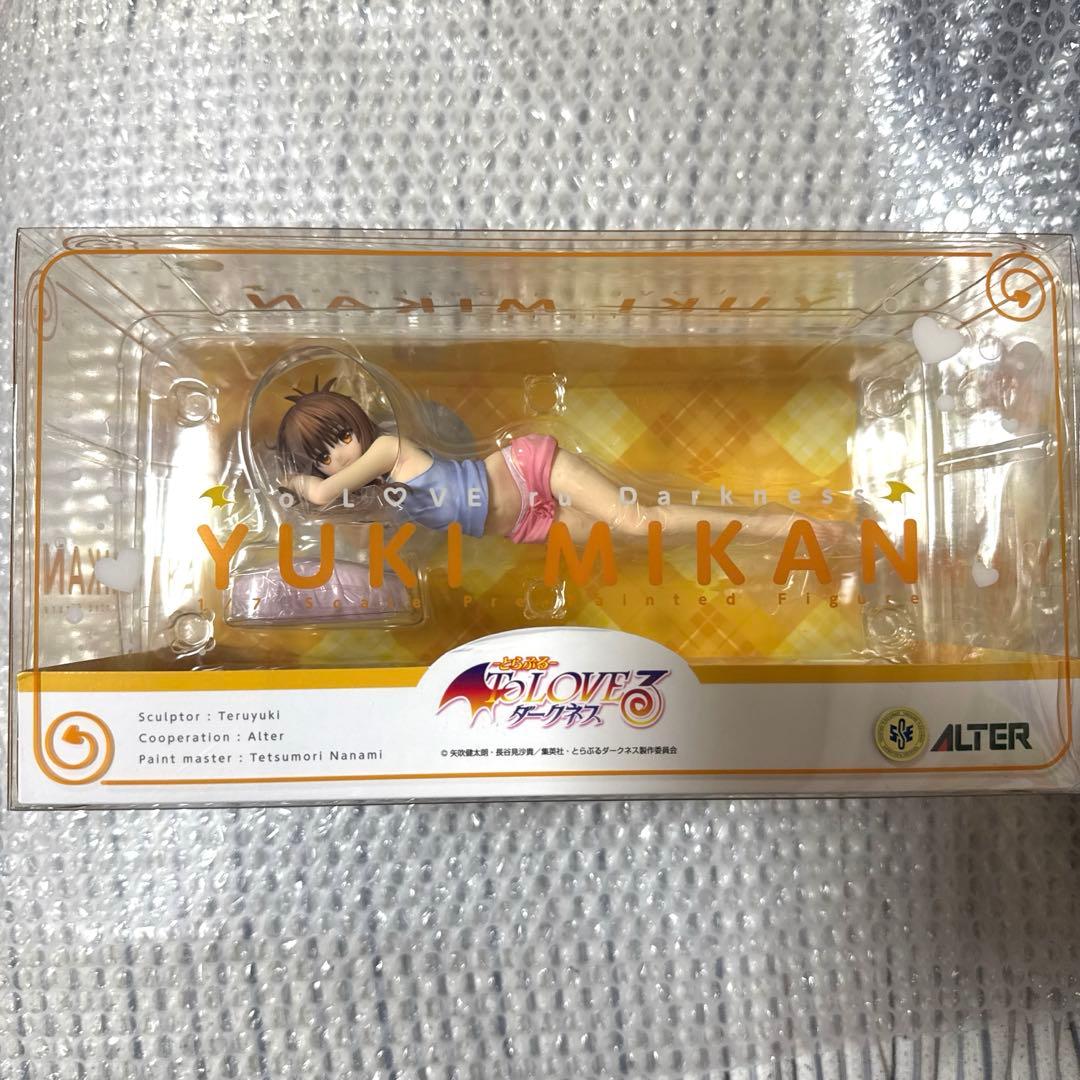 YUKI MIKAN
To LOVE ru Darkness
YUKI MIKAN
1/7 Scale Pre-Painted Figure
-とらぶる-
To LOVEる
ダークネス
Sculptor : Teruyuki
Cooperation : Alter
Paint master : Tetsumori Nanami
© 矢吹健太朗・長谷見沙貴／集英社・とらぶるダークネス製作委員会
ALTER